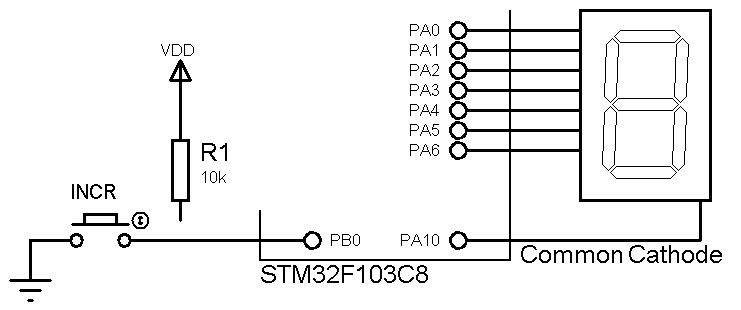 PA0
VDD
PA1
PA2
PA3
PA4
PA5
R1
PA6
10k
INCR
PB0
PA10
Common Cathode
STM32F103C8